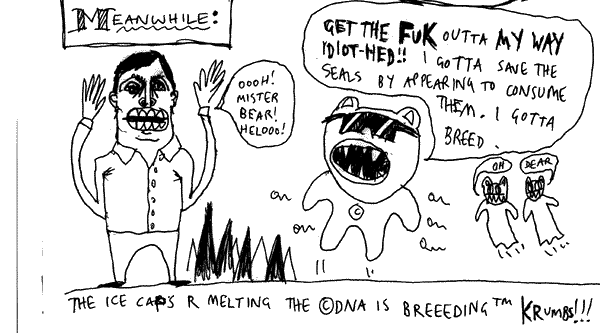 MEANWHILE:
OOOH!
MISTER
BEAR!
HELOOO!
GET THE FUK OUTTA MY WAY
IDIOT-HED!! I GOTTA SAVE THE
SEALS BY APPEARING TO CONSUME
THEM. I GOTTA
BREED.
OH
DEAR
©
THE ICE CAPS R MELTING THE ©DNA IS BREEEDING™ KRUMBS!!!